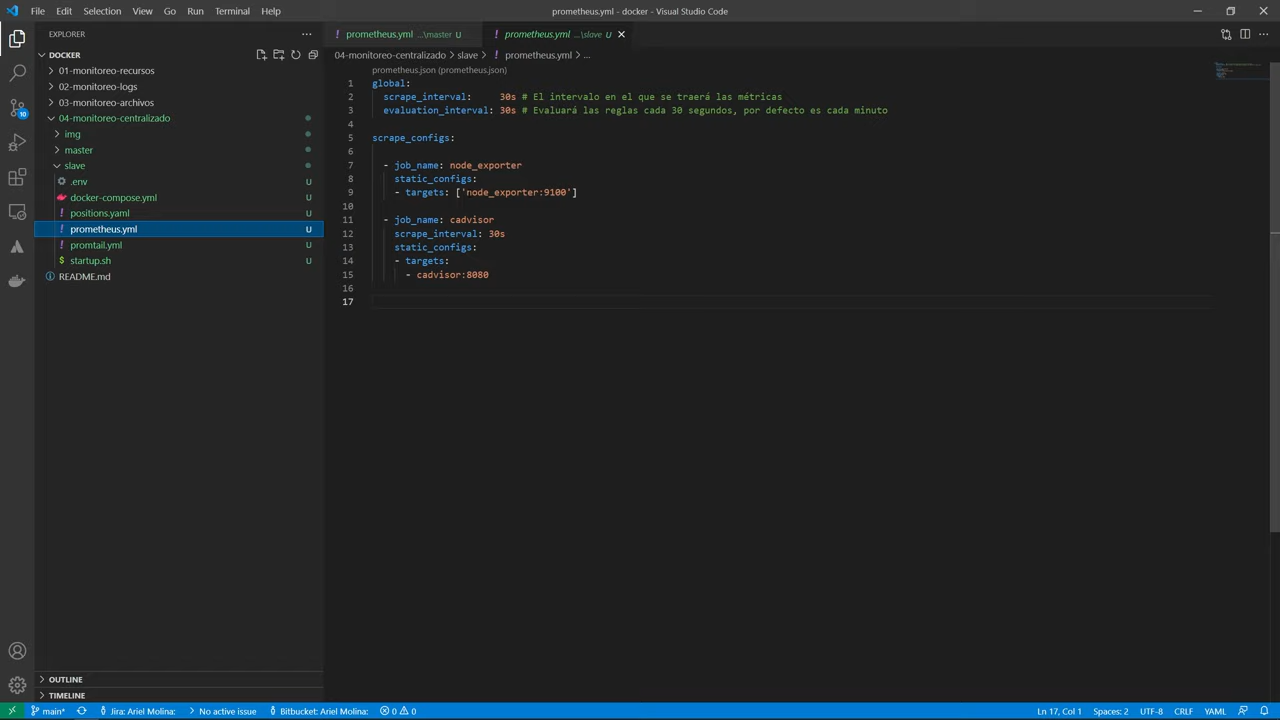 File Edit Selection View Go Run Terminal Help
prometheus.yml - docker - Visual Studio Code
EXPLORER
DOCKER
01-monitoreo-recursos
02-monitoreo-logs
03-monitoreo-archivos
04-monitoreo-centralizado
img
master
slave
.env U
docker-compose.yml U
positions.yaml U
prometheus.yml U
promtail.yml U
startup.sh U
README.md
OUTLINE
TIMELINE
10
prometheus.yml ...\master U
prometheus.yml ...\slave U
04-monitoreo-centralizado > slave > prometheus.yml > ...
prometheus.json (prometheus.json)
1 global:
2 scrape_interval: 30s # El intervalo en el que se traerá las métricas
3 evaluation_interval: 30s # Evaluará las reglas cada 30 segundos, por defecto es cada minuto
4
5 scrape_configs:
6
7 - job_name: node_exporter
8 static_configs:
9 - targets: ['node_exporter:9100']
10
11 - job_name: cadvisor
12 scrape_interval: 30s
13 static_configs:
14 - targets:
15 - cadvisor:8080
16
17
main* Jira: Ariel Molina: No active issue Bitbucket: Ariel Molina: 0 0 Ln 17, Col 1 Spaces: 2 UTF-8 CRLF YAML